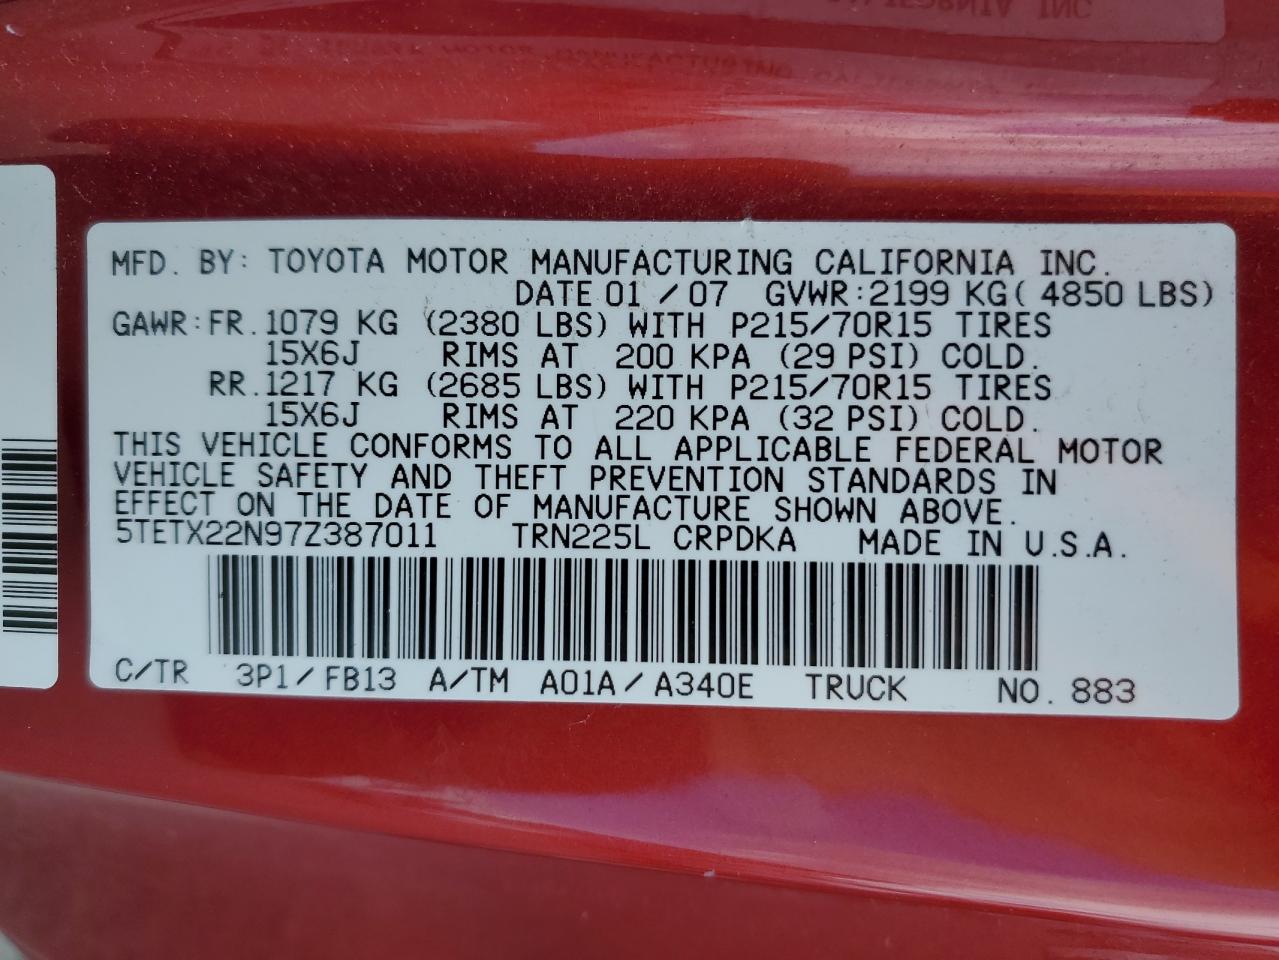 MFD. BY: TOYOTA MOTOR MANUFACTURING CALIFORNIA INC.
DATE 01 / 07 GVWR: 2199 KG ( 4850 LBS)
GAWR: FR. 1079 KG (2380 LBS) WITH P215/70R15 TIRES
15X6J RIMS AT 200 KPA (29 PSI) COLD.
RR. 1217 KG (2685 LBS) WITH P215/70R15 TIRES
15X6J RIMS AT 220 KPA (32 PSI) COLD.
THIS VEHICLE CONFORMS TO ALL APPLICABLE FEDERAL MOTOR
VEHICLE SAFETY AND THEFT PREVENTION STANDARDS IN
EFFECT ON THE DATE OF MANUFACTURE SHOWN ABOVE.
5TETX22N97Z387011 TRN225L CRPDKA MADE IN U.S.A.
C/TR 3P1/FB13 A/TM A01A/A340E TRUCK NO. 883